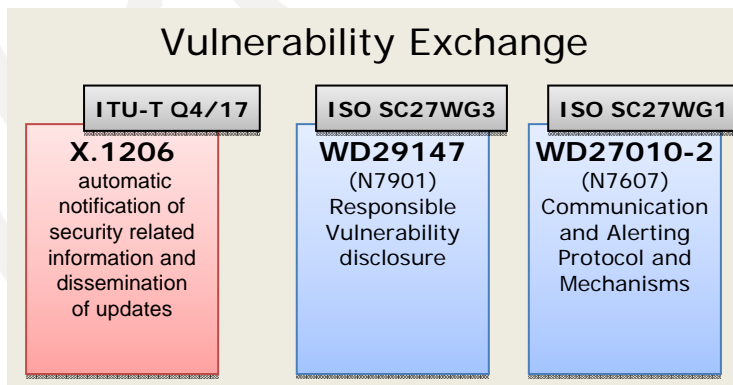 Vulnerability Exchange
ITU-T Q4/17
X.1206
automatic
notification of
security related
information and
dissemination
of updates
ISO SC27WG3
WD29147
(N7901)
Responsible
Vulnerability
disclosure
ISO SC27WG1
WD27010-2
(N7607)
Communication
and Alerting
Protocol and
Mechanisms